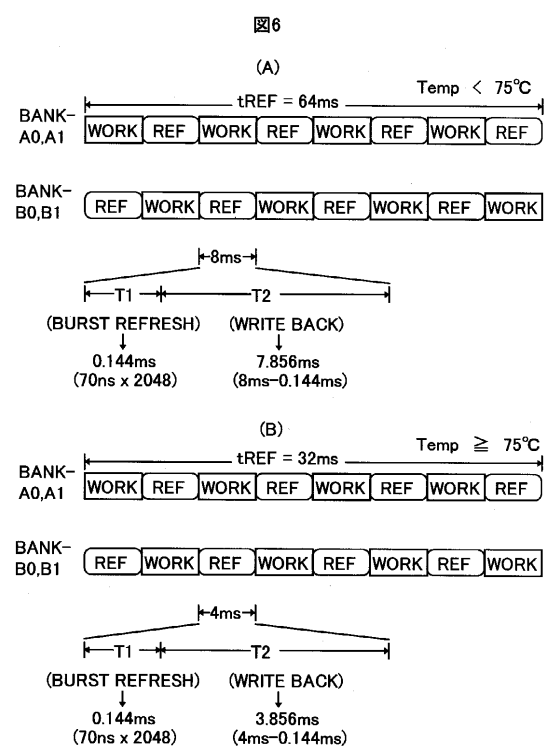 図6
(A)
Temp < 75℃
tREF = 64ms
BANK-
A0,A1
WORK REF WORK REF WORK REF WORK REF
BANK-
B0,B1
REF WORK REF WORK REF WORK REF WORK
8ms
T1 T2
(BURST REFRESH) (WRITE BACK)
0.144ms 7.856ms
(70ns x 2048) (8ms-0.144ms)
(B)
Temp ≧ 75℃
tREF = 32ms
BANK-
A0,A1
WORK REF WORK REF WORK REF WORK REF
BANK-
B0,B1
REF WORK REF WORK REF WORK REF WORK
4ms
T1 T2
(BURST REFRESH) (WRITE BACK)
0.144ms 3.856ms
(70ns x 2048) (4ms-0.144ms)